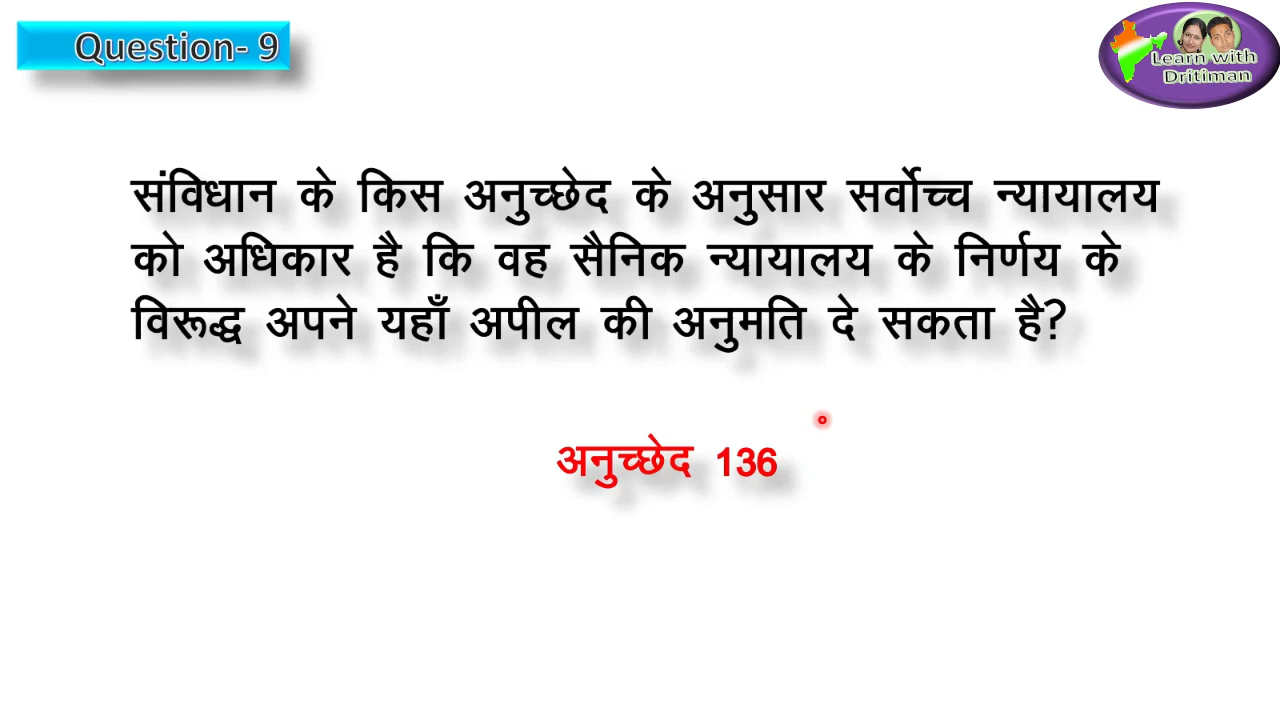 Question- 9
Learn with
Dritiman
संविधान के किस अनुच्छेद के अनुसार सर्वोच्च न्यायालय
को अधिकार है कि वह सैनिक न्यायालय के निर्णय के
विरूद्ध अपने यहाँ अपील की अनुमति दे सकता है?
अनुच्छेद 136